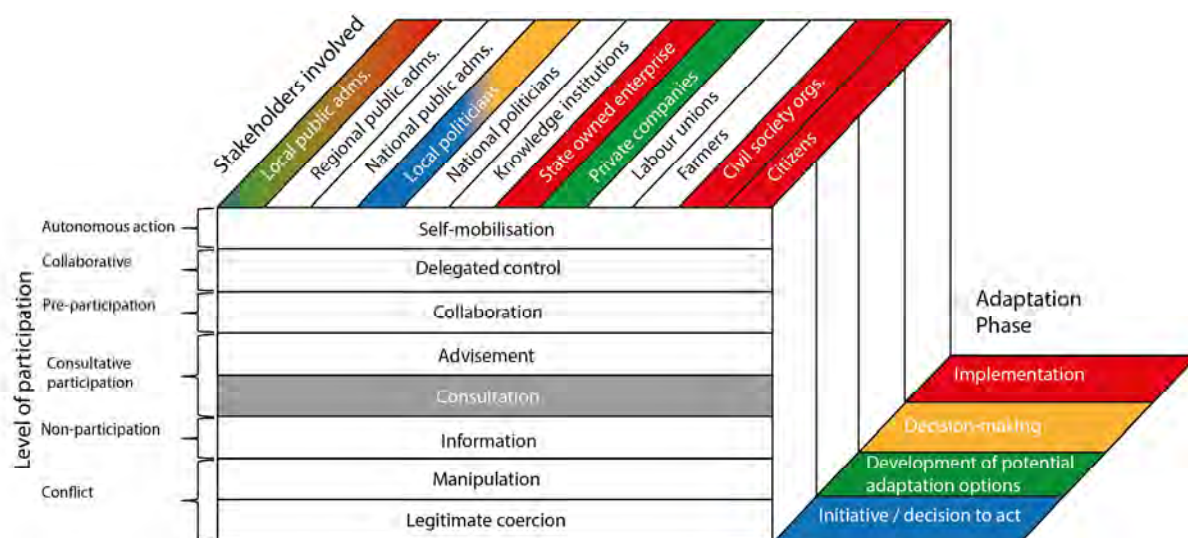 Stakeholders involved
Local public adms.
Regional public adms.
National public adms.
Local politicians
National politicians
Knowledge institutions
State owned enterprise
Private companies
Labour unions
Farmers
Civil society orgs.
Citizens
Level of participation
Autonomous action
Collaborative
Pre-participation
Consultative
participation
Non-participation
Conflict
Self-mobilisation
Delegated control
Collaboration
Advisement
Consultation
Information
Manipulation
Legitimate coercion
Adaptation
Phase
Implementation
Decision-making
Development of potential
adaptation options
Initiative / decision to act